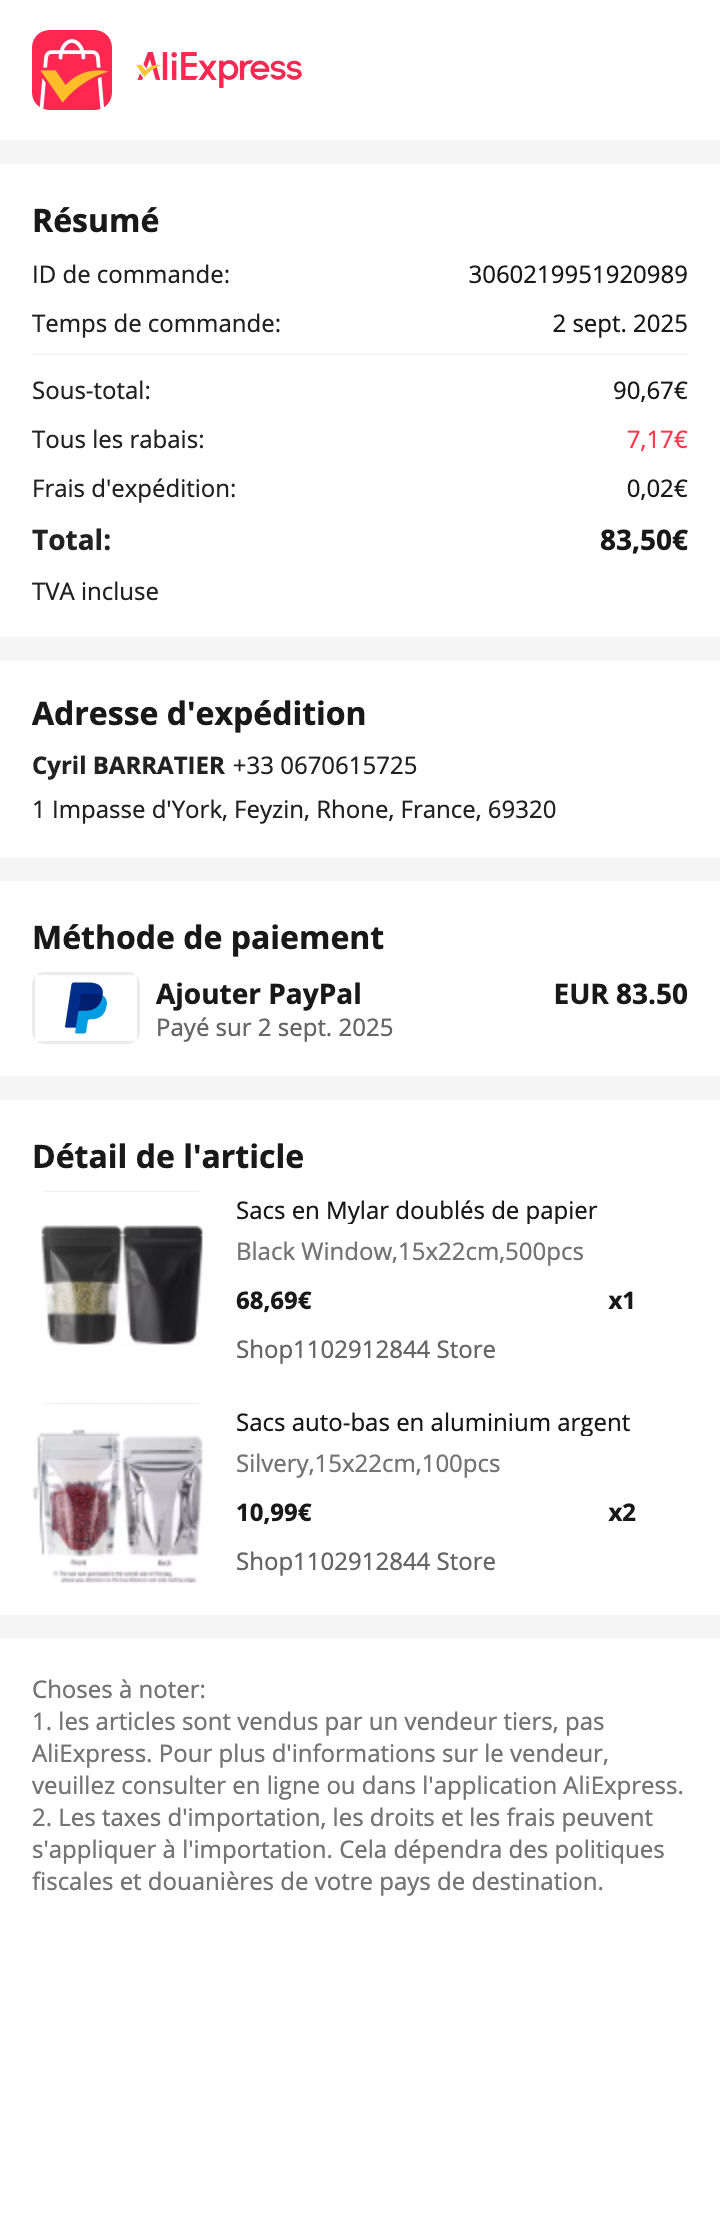 AliExpress
Résumé
ID de commande: 3060219951920989
Temps de commande: 2 sept. 2025
Sous-total: 90,67€
Tous les rabais: 7,17€
Frais d'expédition: 0,02€
Total: 83,50€
TVA incluse
Adresse d'expédition
Cyril BARRATIER +33 0670615725
1 Impasse d'York, Feyzin, Rhone, France, 69320
Méthode de paiement
Ajouter PayPal EUR 83.50
Payé sur 2 sept. 2025
Détail de l'article
Sacs en Mylar doublés de papier
Black Window,15x22cm,500pcs
68,69€ x1
Shop1102912844 Store
Sacs auto-bas en aluminium argent
Silvery,15x22cm,100pcs
10,99€ x2
Shop1102912844 Store
Choses à noter:
1. les articles sont vendus par un vendeur tiers, pas
AliExpress. Pour plus d'informations sur le vendeur,
veuillez consulter en ligne ou dans l'application AliExpress.
2. Les taxes d'importation, les droits et les frais peuvent
s'appliquer à l'importation. Cela dépendra des politiques
fiscales et douanières de votre pays de destination.